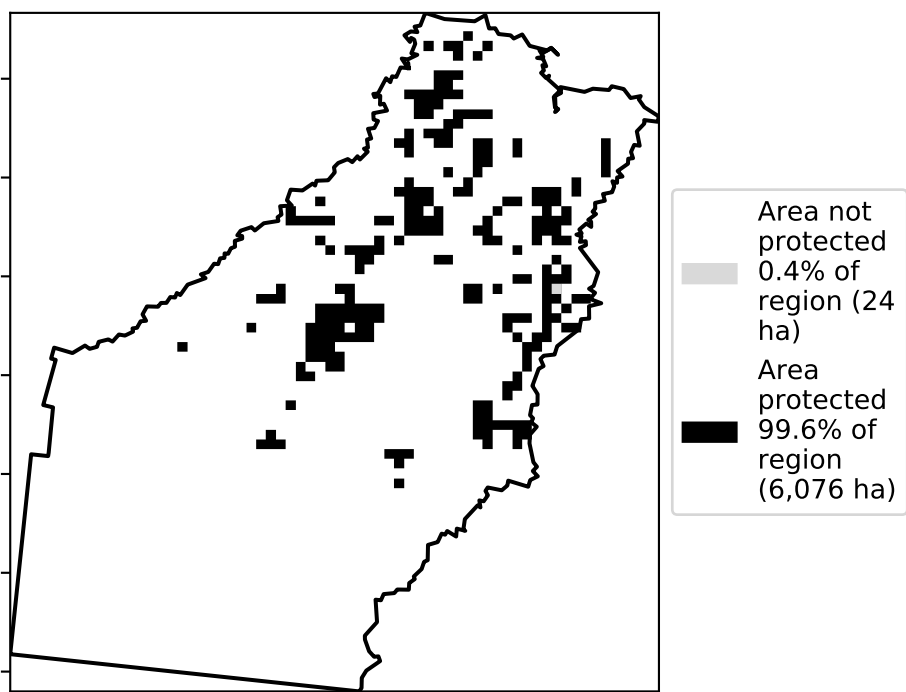 Area not
protected
0.4% of
region (24
ha)
Area
protected
99.6% of
region
(6,076 ha)